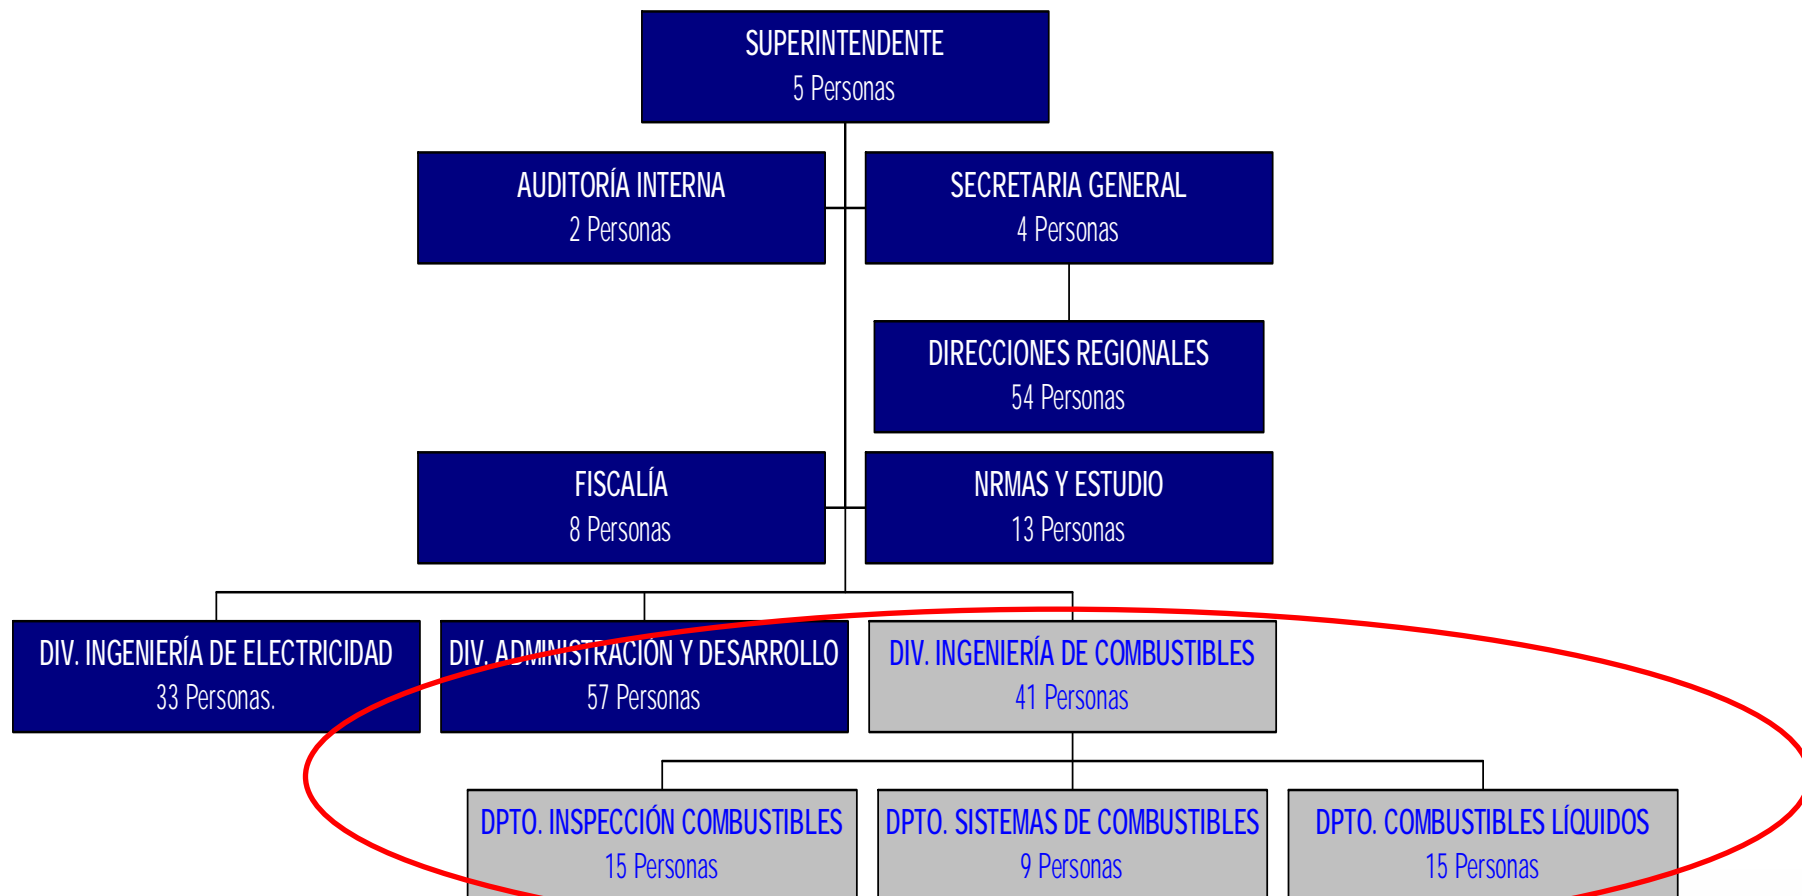 SUPERINTENDENTE
5 Personas
AUDITORÍA INTERNA
2 Personas
SECRETARIA GENERAL
4 Personas
DIRECCIONES REGIONALES
54 Personas
FISCALÍA
8 Personas
NRMAS Y ESTUDIO
13 Personas
DIV. INGENIERÍA DE ELECTRICIDAD
33 Personas.
DIV. ADMINISTRACIÓN Y DESARROLLO
57 Personas
DIV. INGENIERÍA DE COMBUSTIBLES
41 Personas
DPTO. INSPECCIÓN COMBUSTIBLES
15 Personas
DPTO. SISTEMAS DE COMBUSTIBLES
9 Personas
DPTO. COMBUSTIBLES LÍQUIDOS
15 Personas